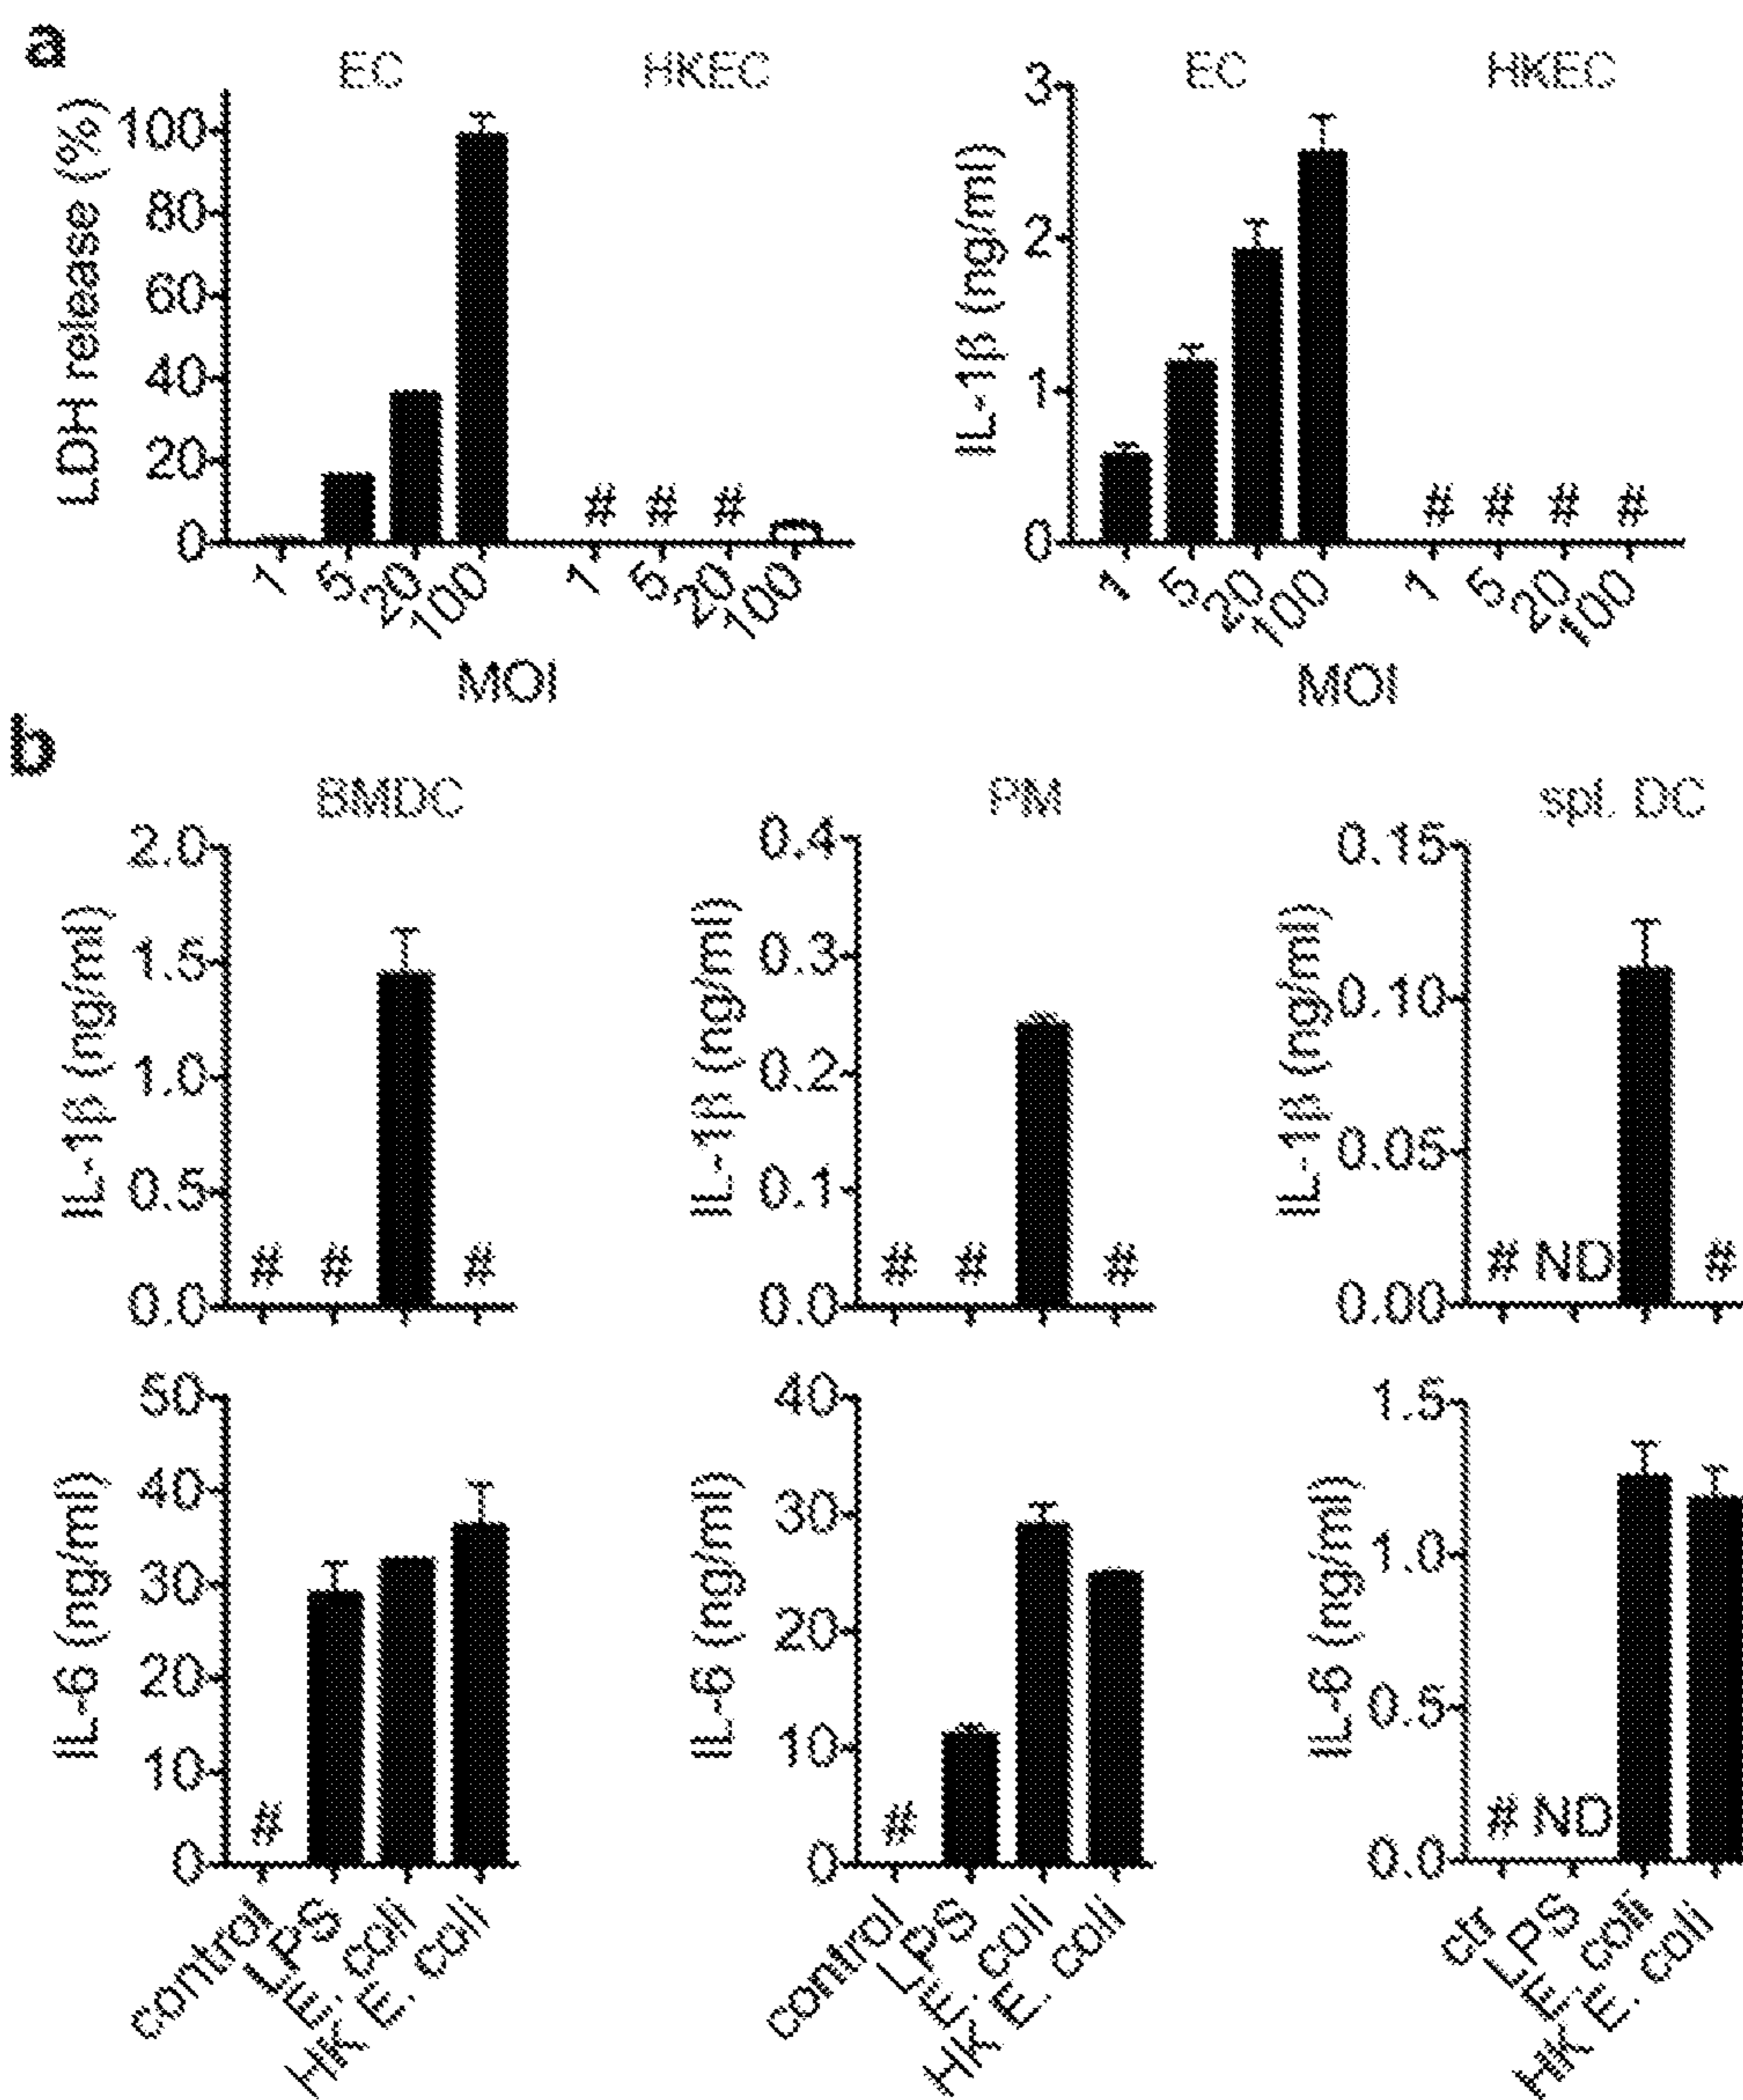 a
EC HKEC
LDH release (%)
100
80
60
40
20
0
# # #
1 5 20 100 1 5 20 100
MOI
EC HKEC
IL-1β (ng/ml)
3
2
1
0
# # # #
1 5 20 100 1 5 20 100
MOI
b
BMDC
IL-1β (ng/ml)
2.0
1.5
1.0
0.5
0.0
# # #
PM
IL-1β (ng/ml)
0.4
0.3
0.2
0.1
0.0
# # #
spl. DC
IL-1β (ng/ml)
0.15
0.10
0.05
0.00
# ND #
IL-6 (ng/ml)
50
40
30
20
10
0
#
control
LPS
E. coli
HK E. coli
IL-6 (ng/ml)
40
30
20
10
0
#
control
LPS
E. coli
HK E. coli
IL-6 (ng/ml)
1.5
1.0
0.5
0.0
# ND
ctr
LPS
E. coli
HK E. coli